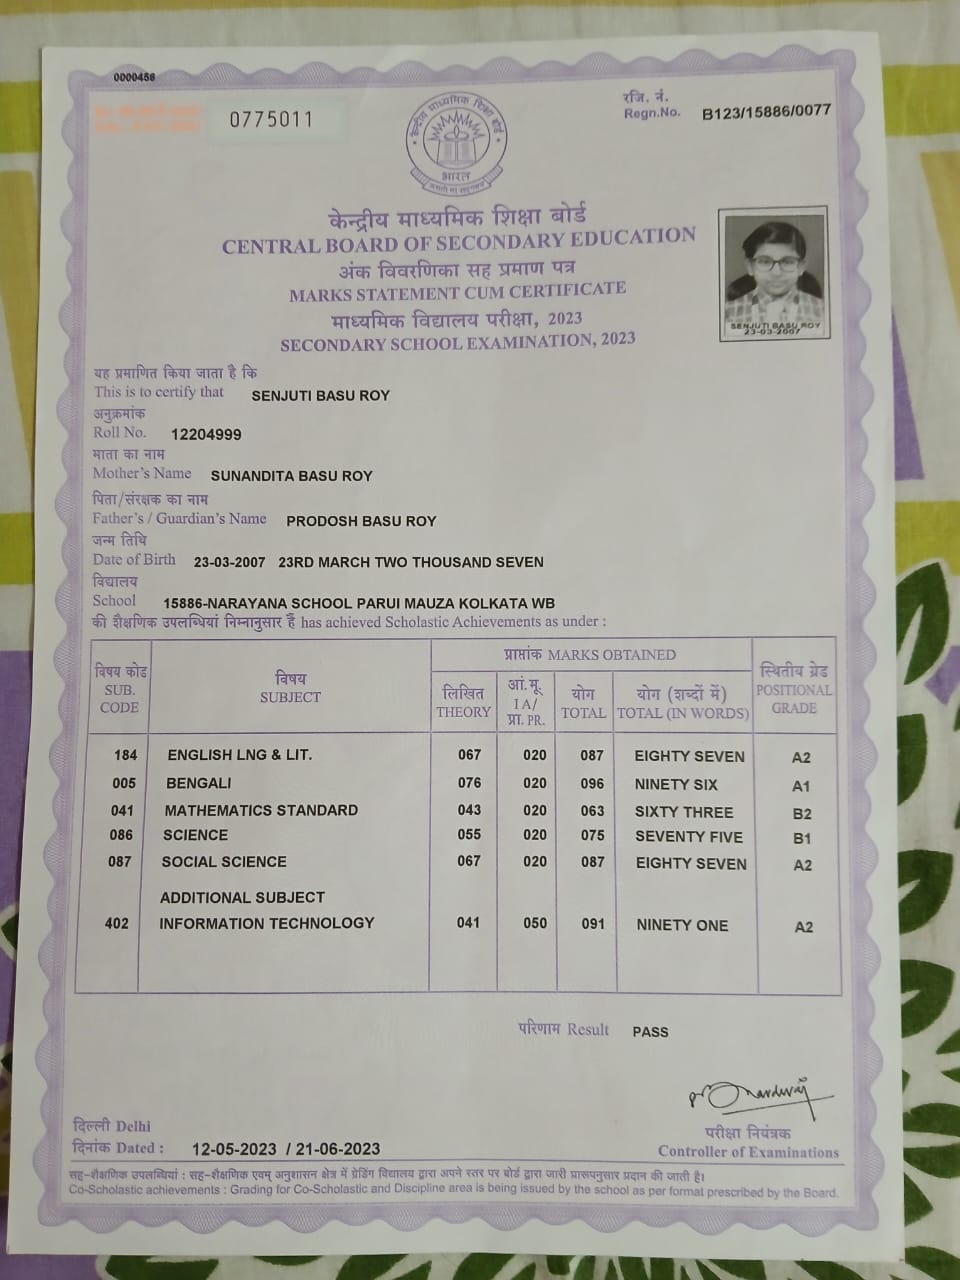 0000456
0775011
रजि. नं.
Regn.No. B123/15886/0077
केन्द्रीय माध्यमिक शिक्षा बोर्ड
भारत
असतो मा सद्गमय
केन्द्रीय माध्यमिक शिक्षा बोर्ड
CENTRAL BOARD OF SECONDARY EDUCATION
अंक विवरणिका सह प्रमाण पत्र
MARKS STATEMENT CUM CERTIFICATE
माध्यमिक विद्यालय परीक्षा, 2023
SECONDARY SCHOOL EXAMINATION, 2023
SENJUTI BASU ROY
23-03-2007
यह प्रमाणित किया जाता है कि
This is to certify that SENJUTI BASU ROY
अनुक्रमांक
Roll No. 12204999
माता का नाम
Mother's Name SUNANDITA BASU ROY
पिता/संरक्षक का नाम
Father's / Guardian's Name PRODOSH BASU ROY
जन्म तिथि
Date of Birth 23-03-2007 23RD MARCH TWO THOUSAND SEVEN
विद्यालय
School 15886-NARAYANA SCHOOL PARUI MAUZA KOLKATA WB
की शैक्षणिक उपलब्धियां निम्नानुसार हैं has achieved Scholastic Achievements as under :
विषय कोड
SUB.
CODE
विषय
SUBJECT
प्राप्तांक MARKS OBTAINED
लिखित
THEORY
आं.मू.
I A/
प्रा. PR.
योग
TOTAL
योग (शब्दों में)
TOTAL (IN WORDS)
स्थितीय ग्रेड
POSITIONAL
GRADE
184 ENGLISH LNG & LIT. 067 020 087 EIGHTY SEVEN A2
005 BENGALI 076 020 096 NINETY SIX A1
041 MATHEMATICS STANDARD 043 020 063 SIXTY THREE B2
086 SCIENCE 055 020 075 SEVENTY FIVE B1
087 SOCIAL SCIENCE 067 020 087 EIGHTY SEVEN A2
ADDITIONAL SUBJECT
402 INFORMATION TECHNOLOGY 041 050 091 NINETY ONE A2
परिणाम Result PASS
दिल्ली Delhi
दिनांक Dated : 12-05-2023 / 21-06-2023
परीक्षा नियंत्रक
Controller of Examinations
सह-शैक्षणिक उपलब्धियां : सह-शैक्षणिक एवम् अनुशासन क्षेत्र में ग्रेडिंग विद्यालय द्वारा अपने स्तर पर बोर्ड द्वारा जारी प्रारूपनुसार प्रदान की जाती है।
Co-Scholastic achievements : Grading for Co-Scholastic and Discipline area is being issued by the school as per format prescribed by the Board.